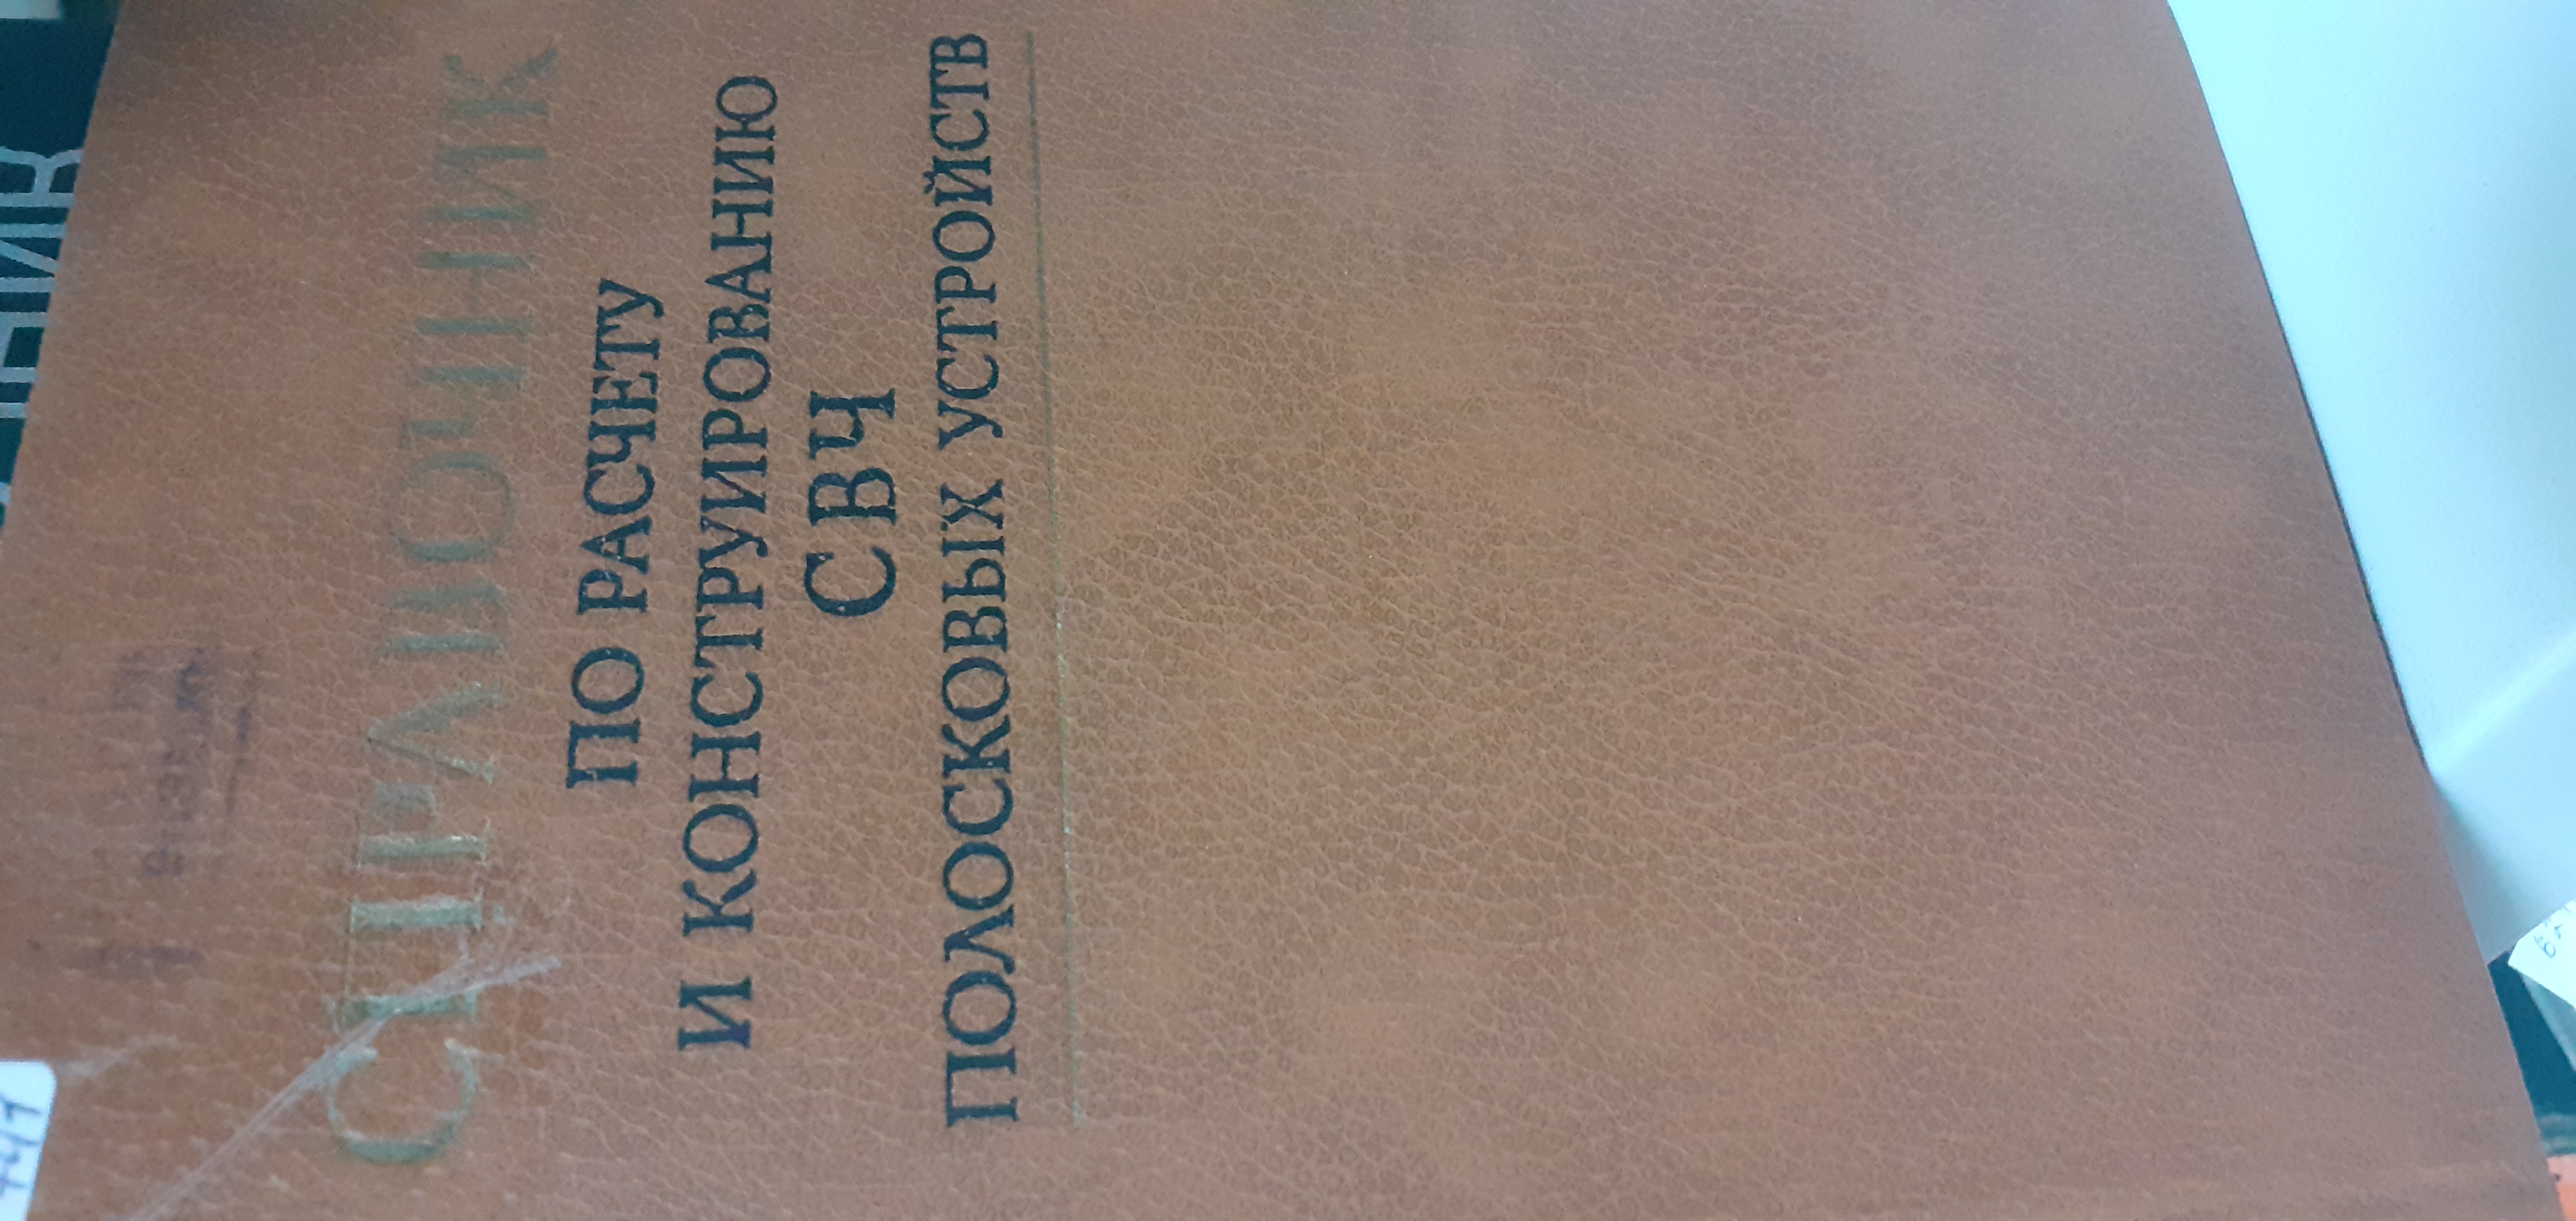 СПРАВОЧНИК
ПО РАСЧЕТУ
И КОНСТРУИРОВАНИЮ
СВЧ
ПОЛОСКОВЫХ УСТРОЙСТВ